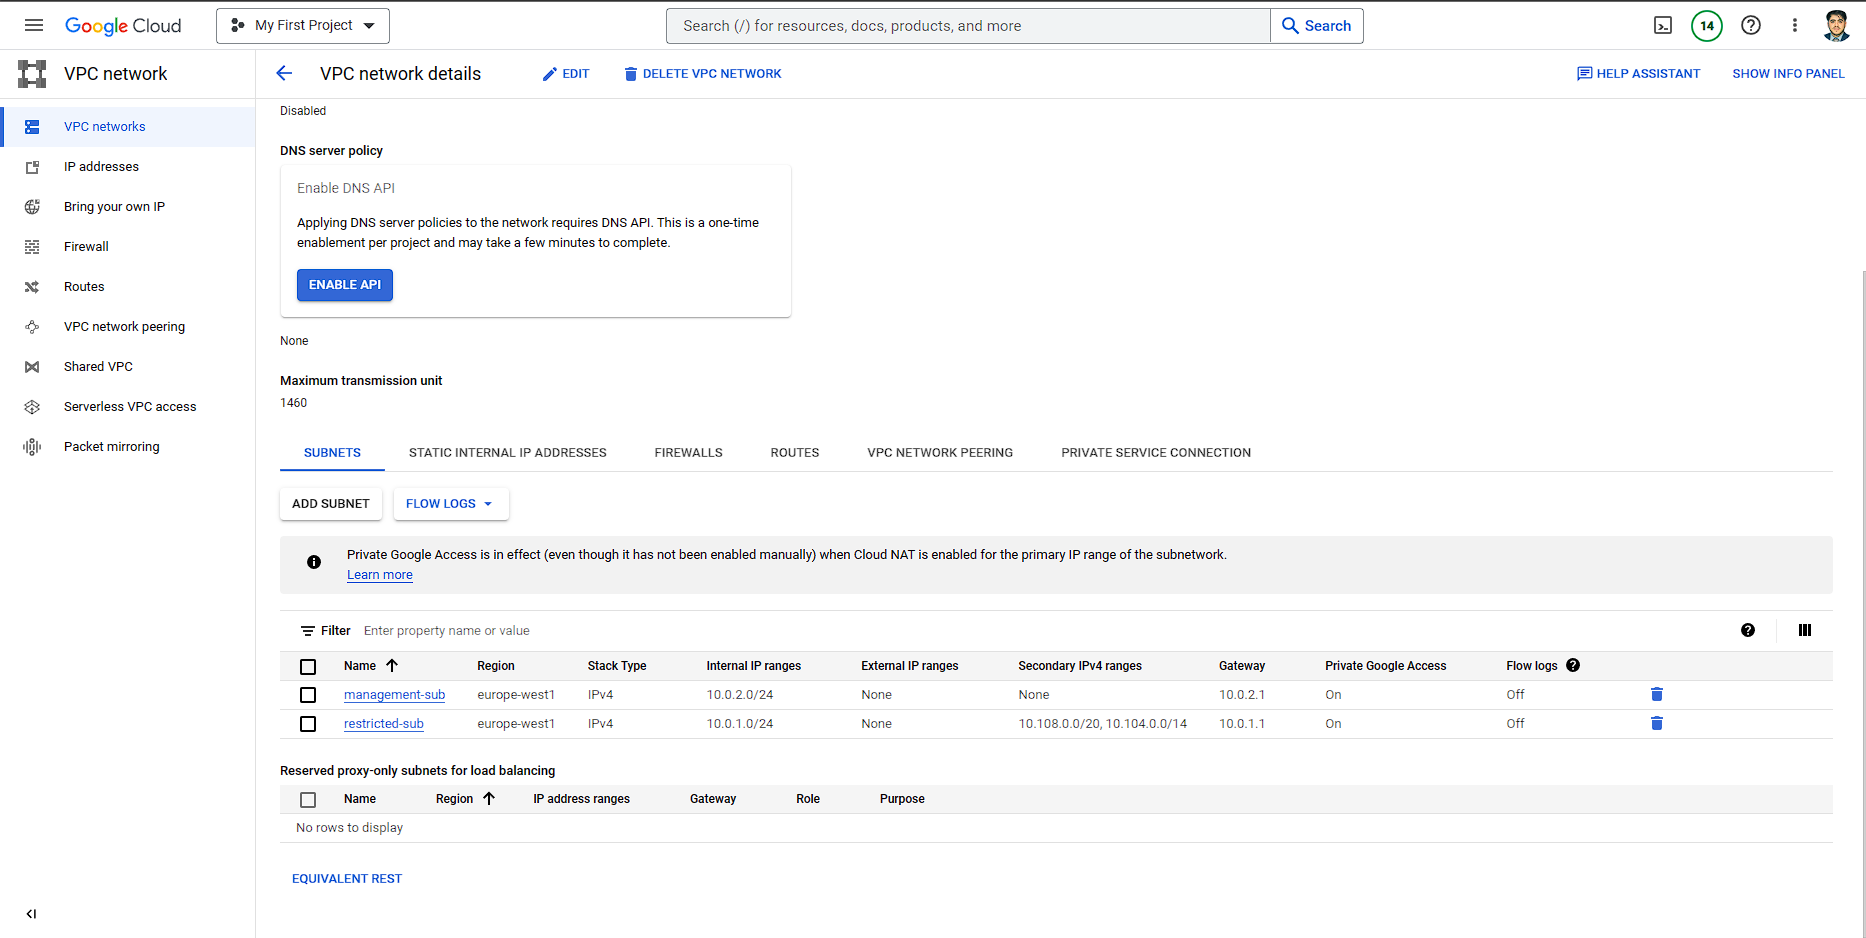 Google Cloud
My First Project
Search (/) for resources, docs, products, and more
Search
14
VPC network
VPC network details
EDIT
DELETE VPC NETWORK
HELP ASSISTANT
SHOW INFO PANEL
VPC networks
IP addresses
Bring your own IP
Firewall
Routes
VPC network peering
Shared VPC
Serverless VPC access
Packet mirroring
Disabled
DNS server policy
Enable DNS API
Applying DNS server policies to the network requires DNS API. This is a one-time
enablement per project and may take a few minutes to complete.
ENABLE API
None
Maximum transmission unit
1460
SUBNETS STATIC INTERNAL IP ADDRESSES FIREWALLS ROUTES VPC NETWORK PEERING PRIVATE SERVICE CONNECTION
ADD SUBNET FLOW LOGS
Private Google Access is in effect (even though it has not been enabled manually) when Cloud NAT is enabled for the primary IP range of the subnetwork.
Learn more
Filter Enter property name or value
Name Region Stack Type Internal IP ranges External IP ranges Secondary IPv4 ranges Gateway Private Google Access Flow logs
management-sub europe-west1 IPv4 10.0.2.0/24 None None 10.0.2.1 On Off
restricted-sub europe-west1 IPv4 10.0.1.0/24 None 10.108.0.0/20, 10.104.0.0/14 10.0.1.1 On Off
Reserved proxy-only subnets for load balancing
Name Region IP address ranges Gateway Role Purpose
No rows to display
EQUIVALENT REST